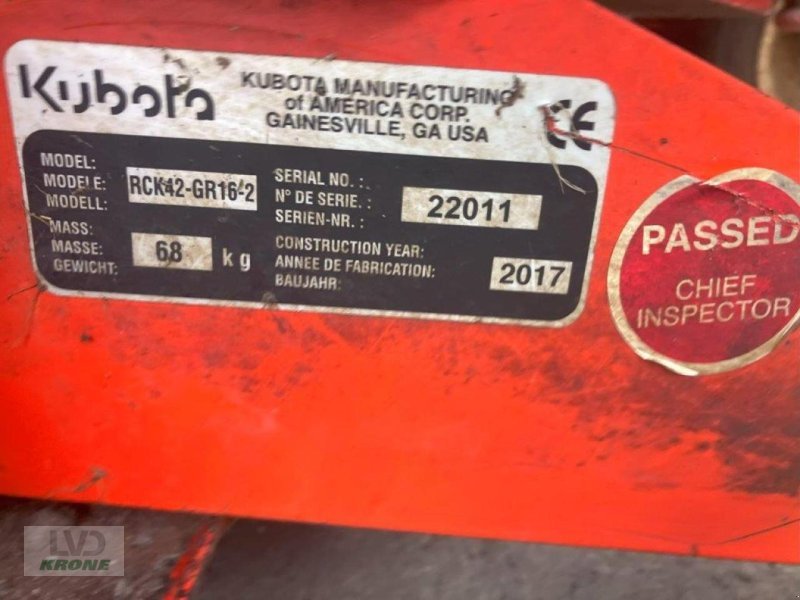 Kubota
KUBOTA MANUFACTURING
of AMERICA CORP.
GAINESVILLE, GA USA
CE
MODEL:
MODELE:
MODELL:
RCK42-GR16-2
MASS:
MASSE:
GEWICHT:
68 kg
SERIAL NO.:
N° DE SERIE.:
SERIEN-NR.:
22011
CONSTRUCTION YEAR:
ANNEE DE FABRICATION:
BAUJAHR:
2017
PASSED
CHIEF
INSPECTOR
LVD
KRONE